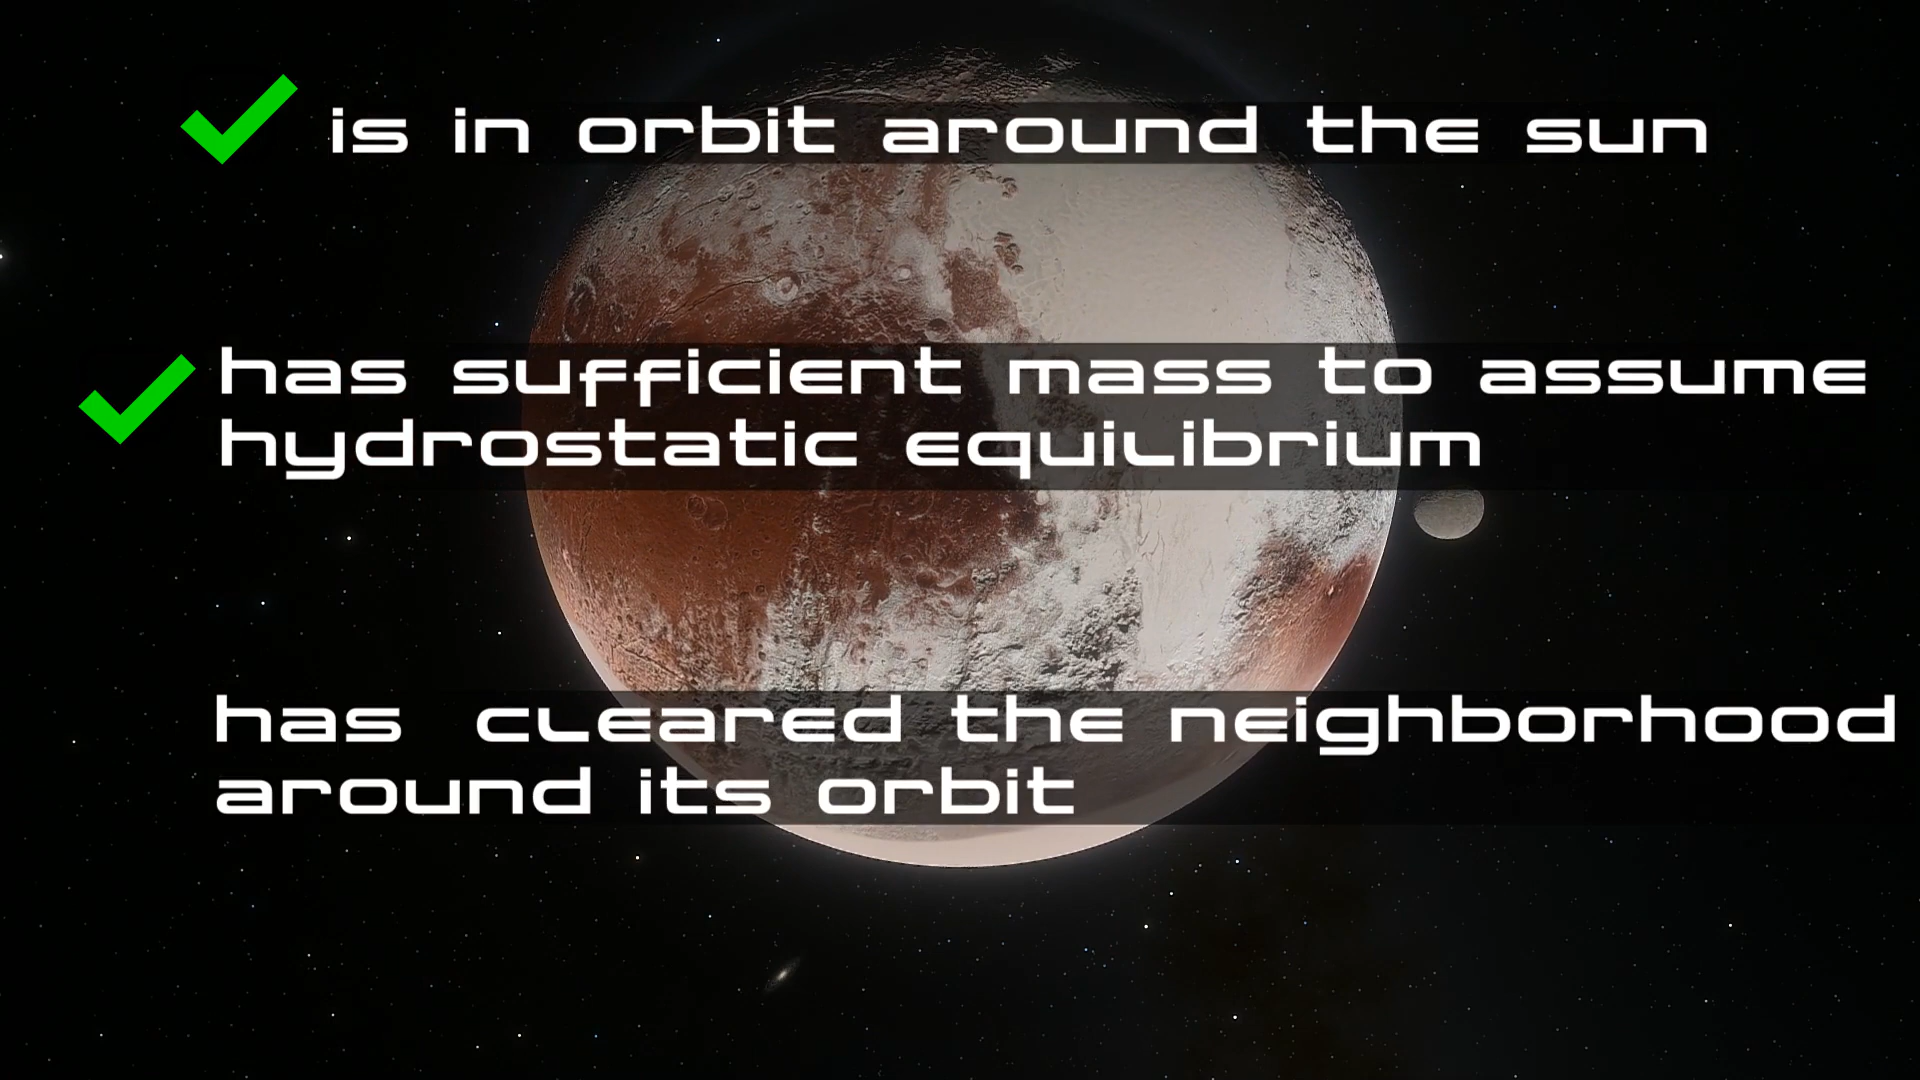 is in orbit around the sun
has sufficient mass to assume
hydrostatic equilibrium
has cleared the neighborhood
around its orbit